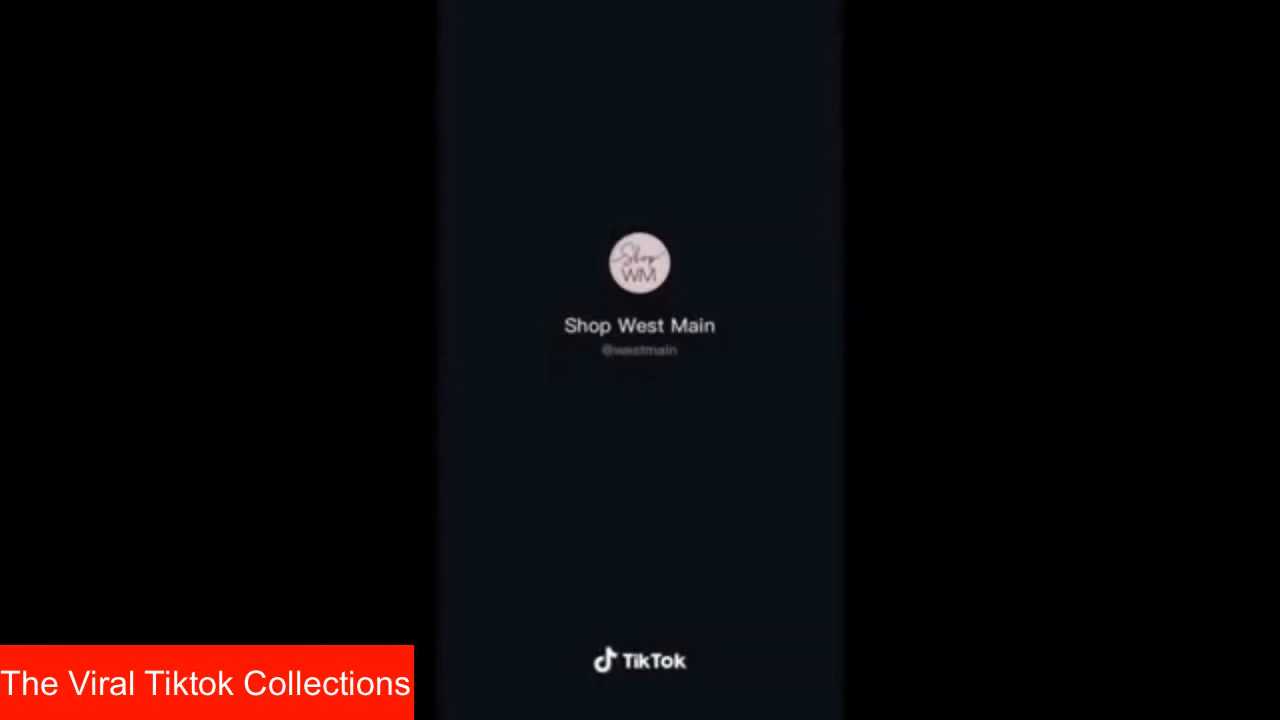 Shop
WM
Shop West Main
@westmain
TikTok
The Viral Tiktok Collections